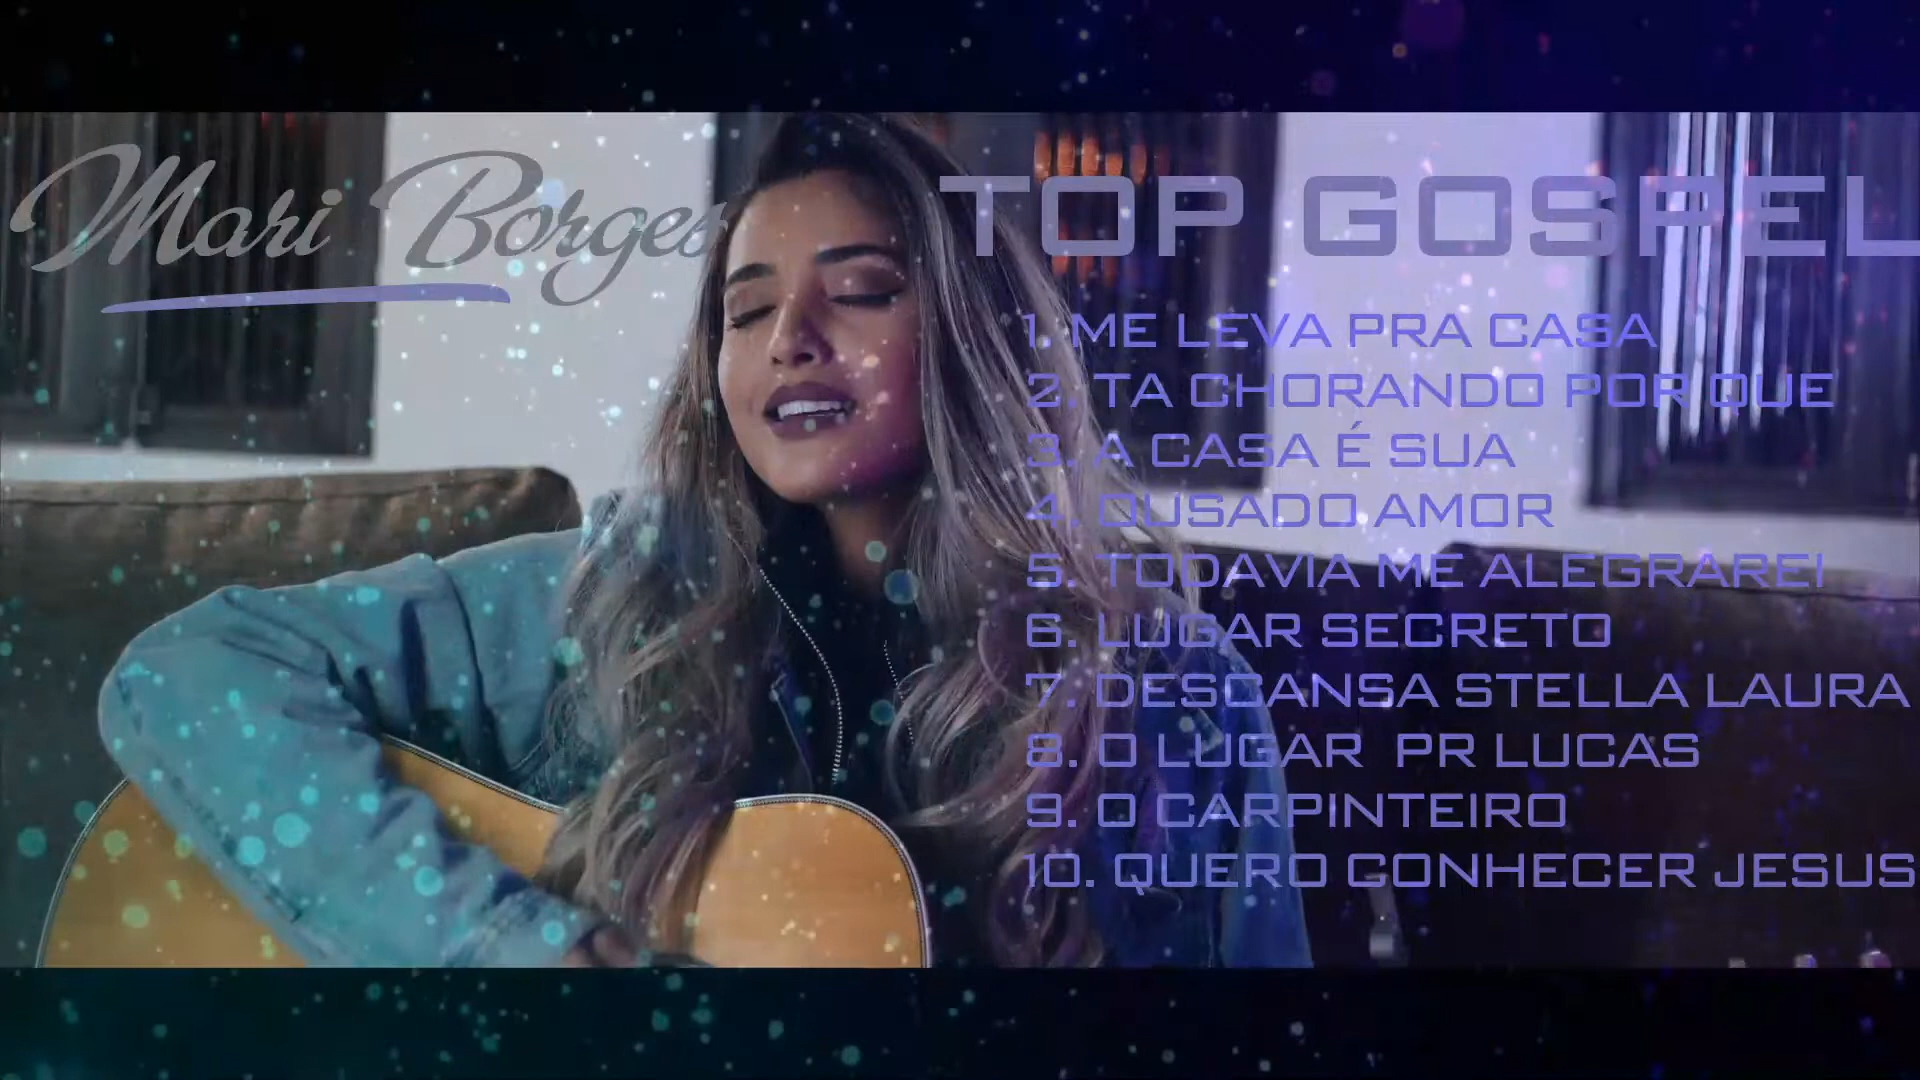 Mari Borges
TOP GOSPEL
1. ME LEVA PRA CASA
2. TA CHORANDO POR QUE
3. A CASA É SUA
4. OUSADO AMOR
5. TODAVIA ME ALEGRAREI
6. LUGAR SECRETO
7. DESCANSA STELLA LAURA
8. O LUGAR  PR LUCAS
9. O CARPINTEIRO
10. QUERO CONHECER JESUS